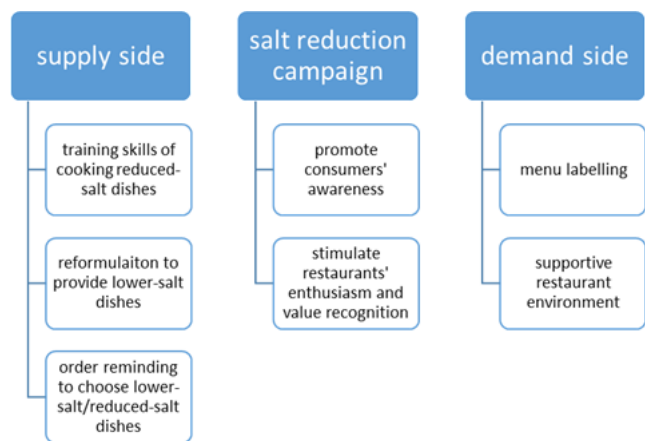 supply side
training skills of
cooking reduced-
salt dishes
reformulaiton to
provide lower-salt
dishes
order reminding
to choose lower-
salt/reduced-salt
dishes
salt reduction
campaign
promote
consumers'
awareness
stimulate
restaurants'
enthusiasm and
value recognition
demand side
menu labelling
supportive
restaurant
environment